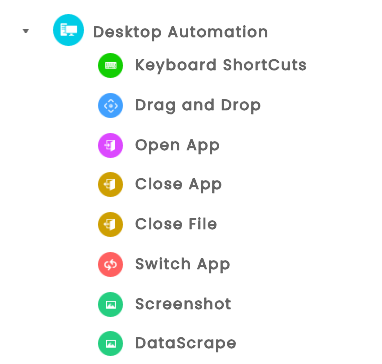 Desktop Automation
Keyboard ShortCuts
Drag and Drop
Open App
Close App
Close File
Switch App
Screenshot
DataScrape